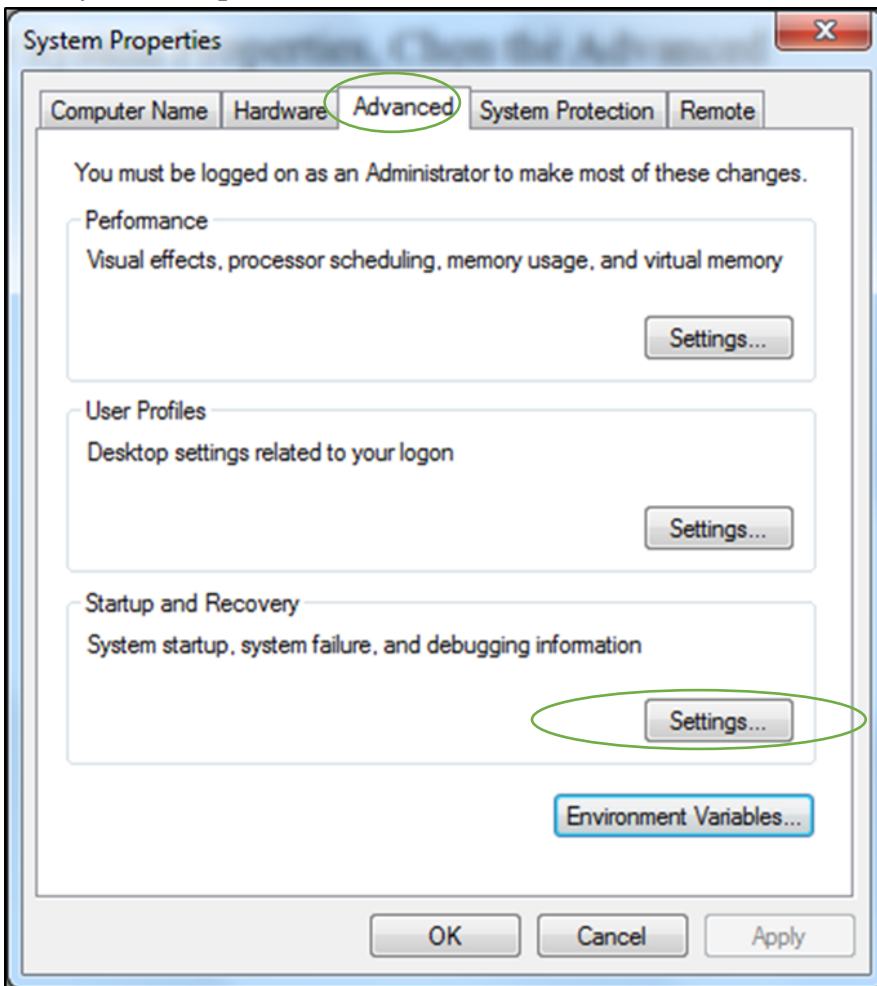 System Properties
Computer Name Hardware Advanced System Protection Remote
You must be logged on as an Administrator to make most of these changes.
Performance
Visual effects, processor scheduling, memory usage, and virtual memory
Settings...
User Profiles
Desktop settings related to your logon
Settings...
Startup and Recovery
System startup, system failure, and debugging information
Settings...
Environment Variables...
OK Cancel Apply